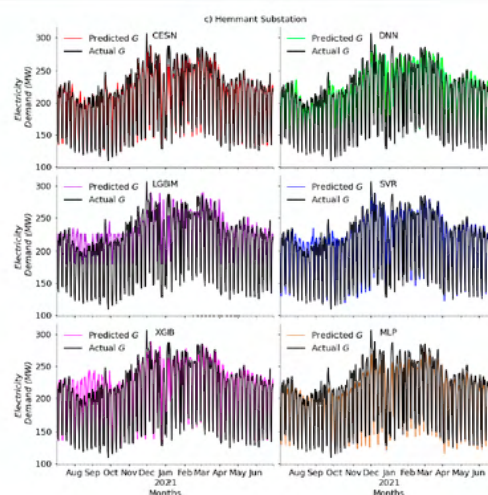 c) Hemmant Substation
CESN
Predicted G
Actual G
DNN
Predicted G
Actual G
Electricity
Demand (MW)
300
250
200
150
100
LGBM
Predicted G
Actual G
SVR
Predicted G
Actual G
Electricity
Demand (MW)
300
250
200
150
100
XGB
Predicted G
Actual G
MLP
Predicted G
Actual G
Electricity
Demand (MW)
300
250
200
150
100
Aug Sep Oct Nov Dec Jan Feb Mar Apr May Jun
2021
Months
Aug Sep Oct Nov Dec Jan Feb Mar Apr May Jun
2021
Months